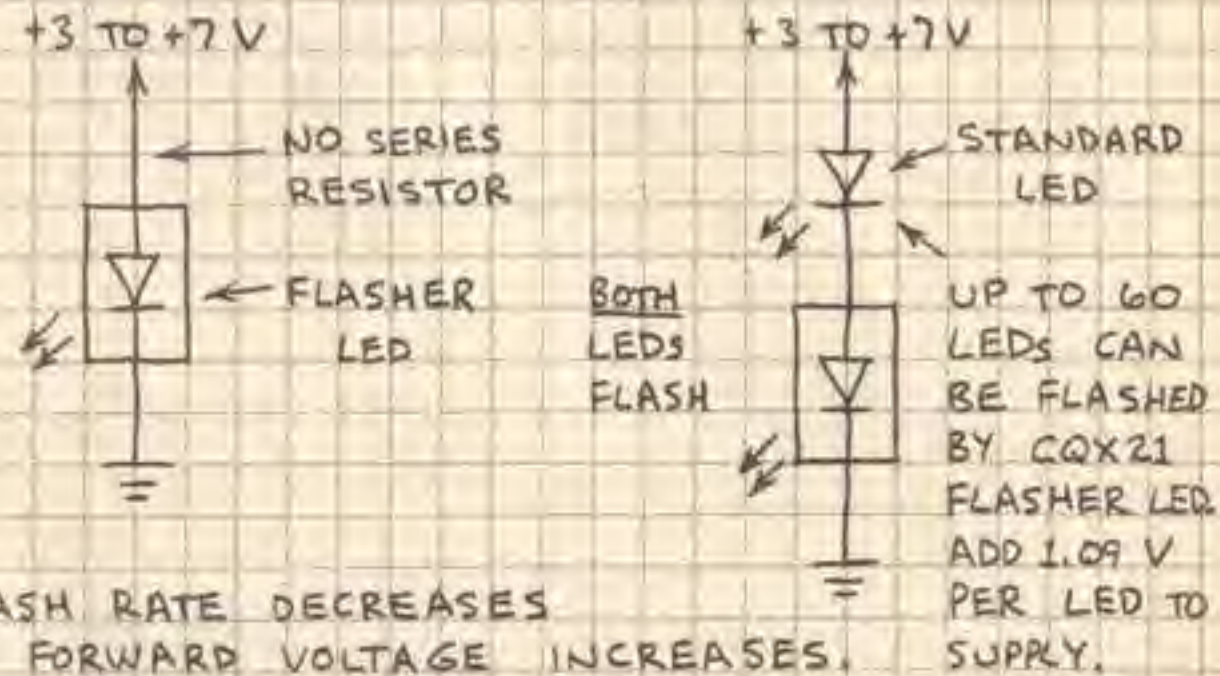 +3 TO +7 V
NO SERIES
RESISTOR
FLASHER
LED
BOTH
LEDs
FLASH
+3 TO +7V
STANDARD
LED
UP TO 60
LEDs CAN
BE FLASHED
BY CQX21
FLASHER LED.
ADD 1.09 V
PER LED TO
SUPPLY.
ASH RATE DECREASES
FORWARD VOLTAGE INCREASES.